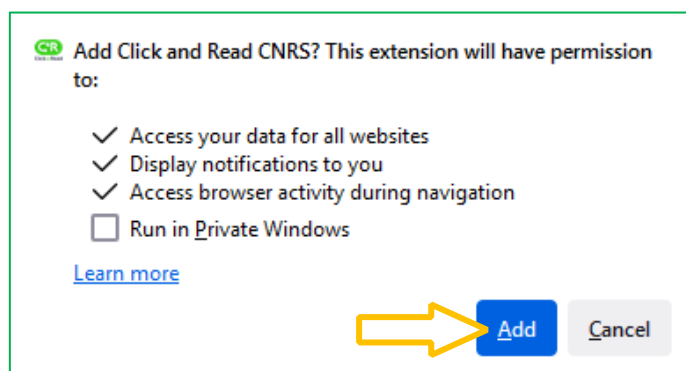 C R
Add Click and Read CNRS? This extension will have permission
to:
Access your data for all websites
Display notifications to you
Access browser activity during navigation
Run in Private Windows
Learn more
Add
Cancel